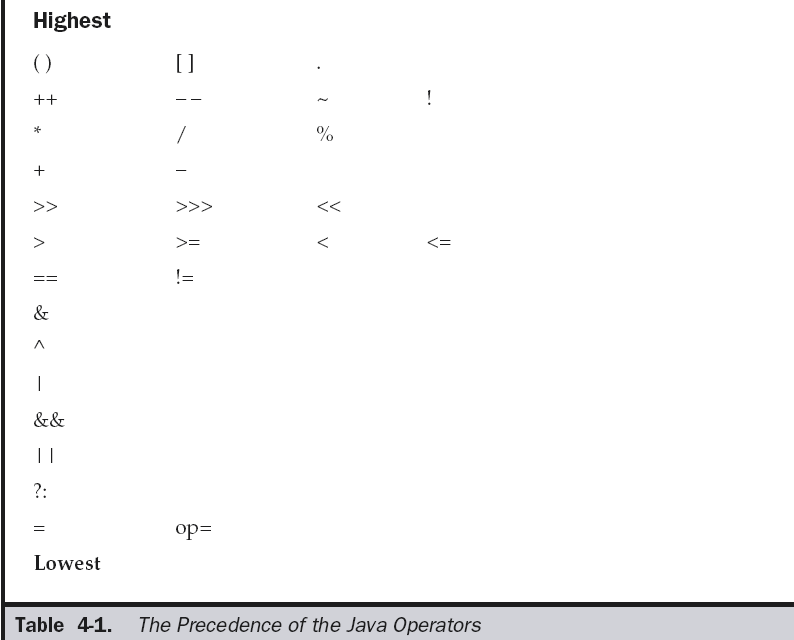 Highest
( ) [ ] .
++ – – ~ !
* / %
+ –
>> >>> <<
> >= < <=
== !=
&
^
|
&&
| |
?:
= op=
Lowest
Table 4-1. The Precedence of the Java Operators